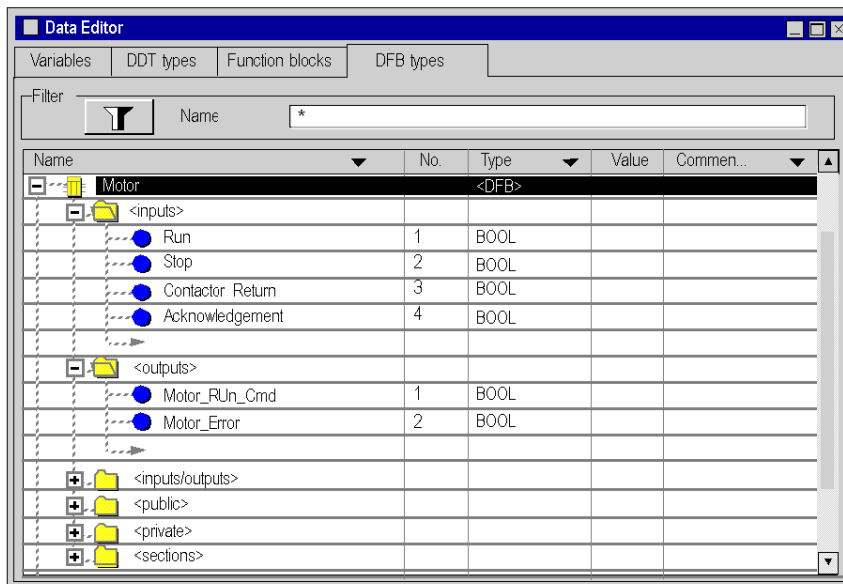 Data Editor
Variables DDT types Function blocks DFB types
Filter
Name *
Name No. Type Value Commen...
Motor <DFB>
<inputs>
Run 1 BOOL
Stop 2 BOOL
Contactor Return 3 BOOL
Acknowledgement 4 BOOL
<outputs>
Motor_RUn_Cmd 1 BOOL
Motor_Error 2 BOOL
<inputs/outputs>
<public>
<private>
<sections>